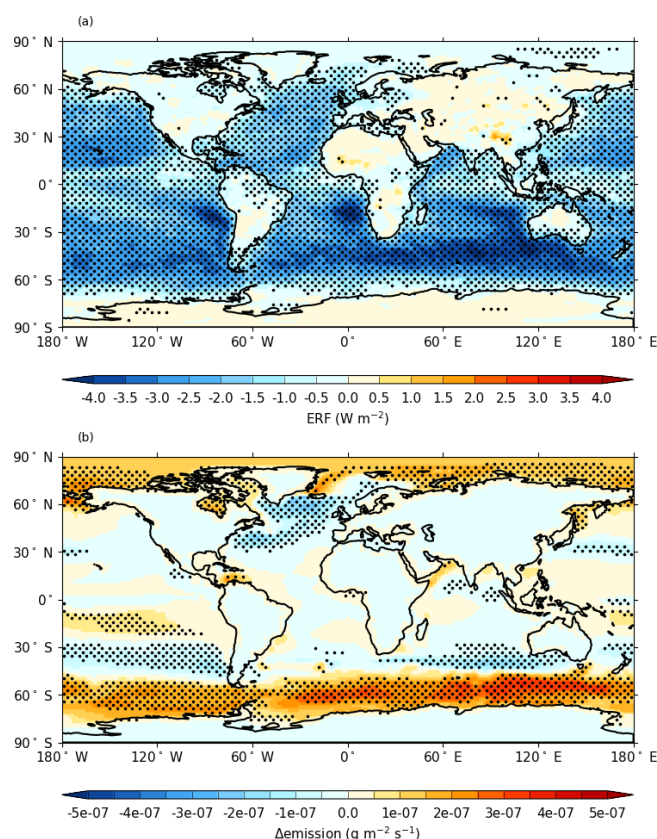 (a)
90° N
60° N
30° N
0°
30° S
60° S
90° S
180° W 120° W 60° W 0° 60° E 120° E 180° E
-4.0 -3.5 -3.0 -2.5 -2.0 -1.5 -1.0 -0.5 0.0 0.5 1.0 1.5 2.0 2.5 3.0 3.5 4.0
ERF (W m⁻²)
(b)
90° N
60° N
30° N
0°
30° S
60° S
90° S
180° W 120° W 60° W 0° 60° E 120° E 180° E
-5e-07 -4e-07 -3e-07 -2e-07 -1e-07 0.0 1e-07 2e-07 3e-07 4e-07 5e-07
Δemission (g m⁻² s⁻¹)